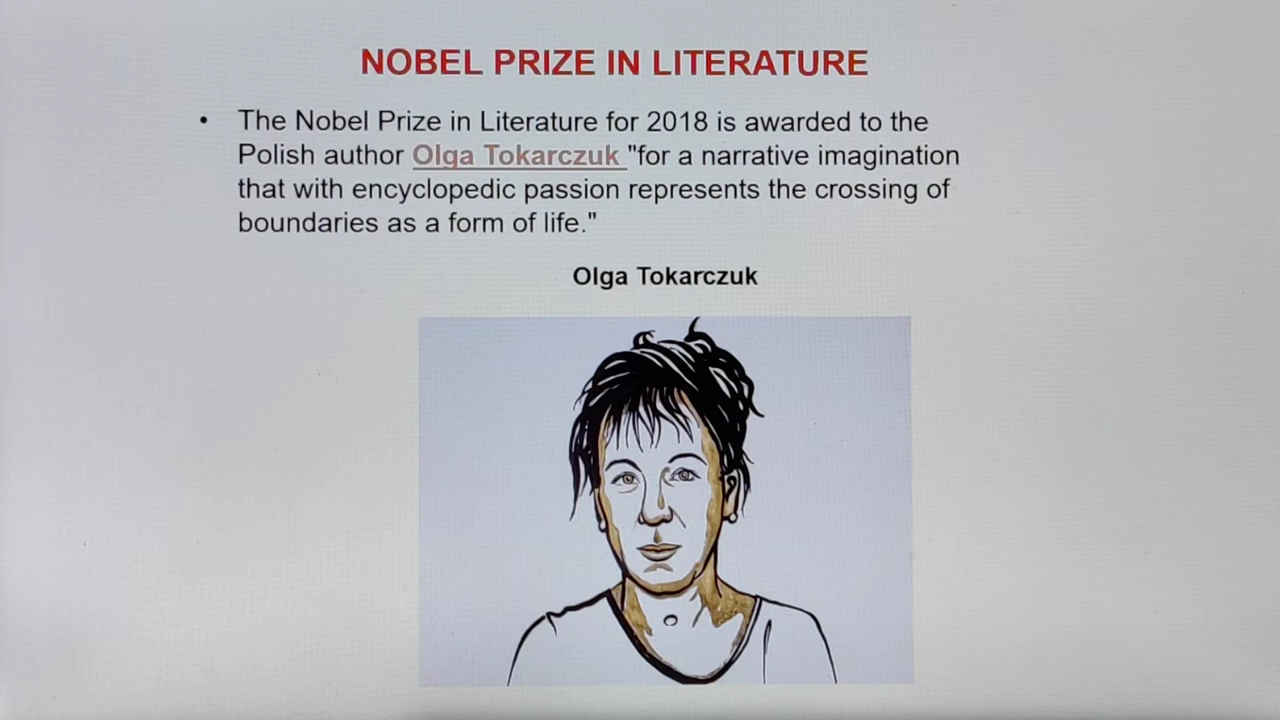 NOBEL PRIZE IN LITERATURE
• The Nobel Prize in Literature for 2018 is awarded to the
Polish author Olga Tokarczuk "for a narrative imagination
that with encyclopedic passion represents the crossing of
boundaries as a form of life."
Olga Tokarczuk